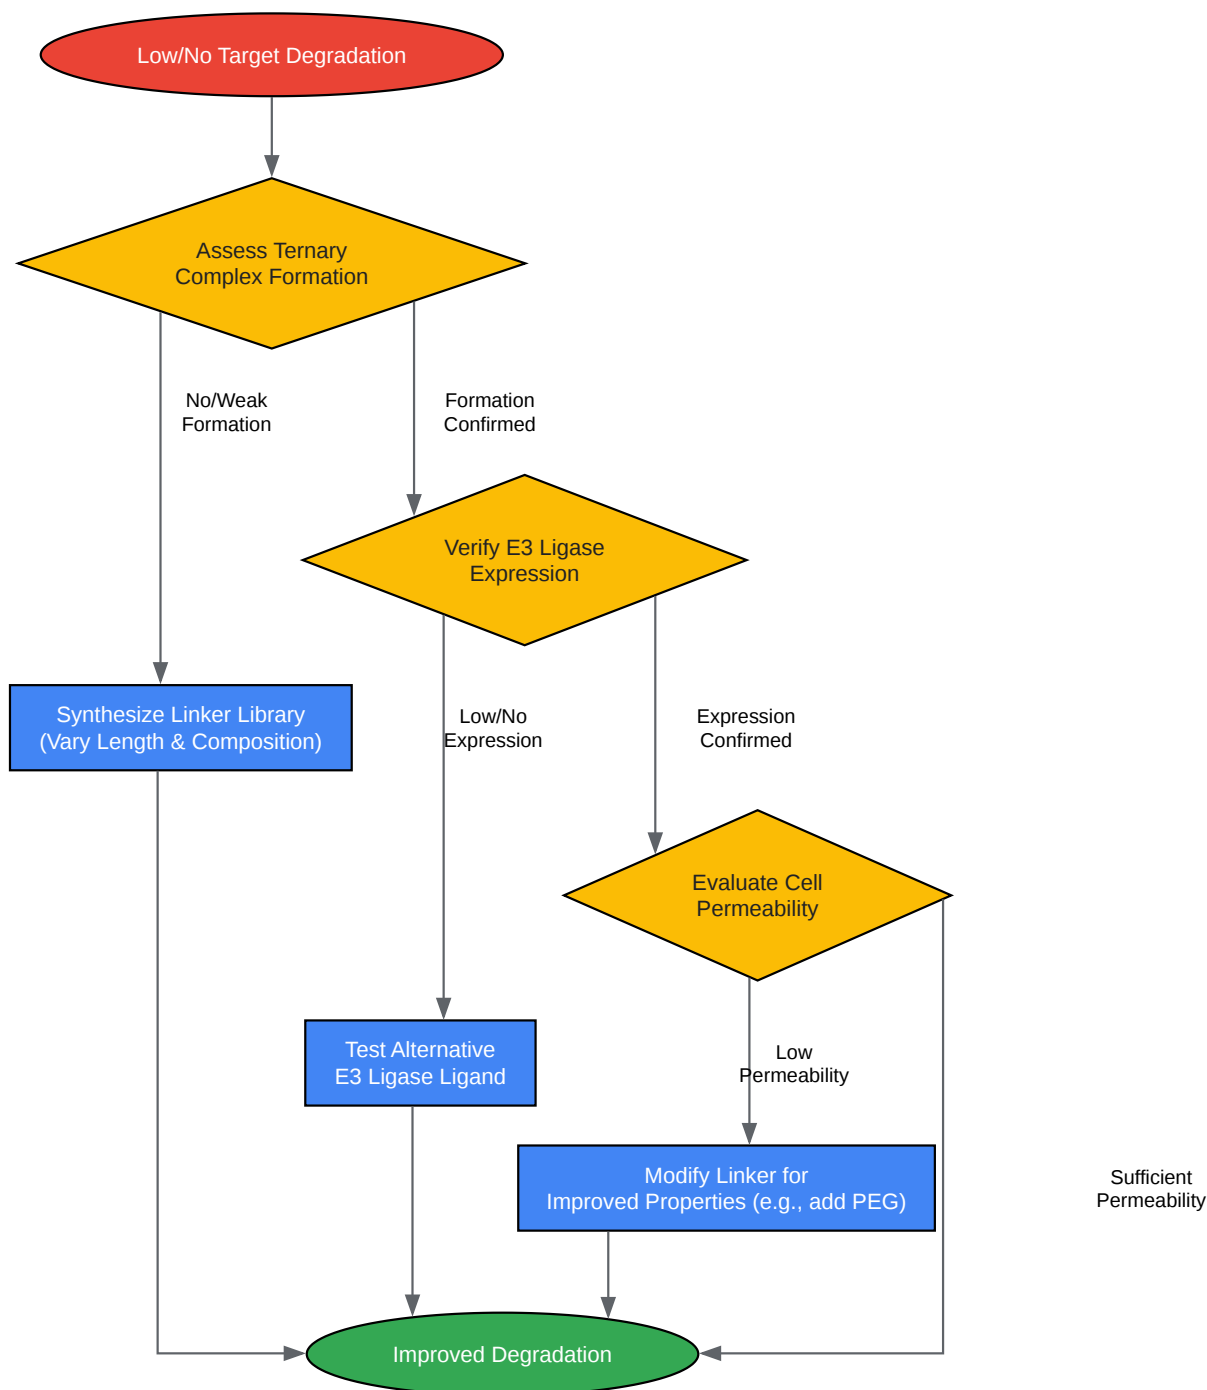 Low/No Target Degradation
Assess Ternary
Complex Formation
No/Weak
Formation
Formation
Confirmed
Verify E3 Ligase
Expression
Synthesize Linker Library
(Vary Length & Composition)
Low/No
Expression
Expression
Confirmed
Evaluate Cell
Permeability
Test Alternative
E3 Ligase Ligand
Low
Permeability
Modify Linker for
Improved Properties (e.g., add PEG)
Sufficient
Permeability
Improved Degradation